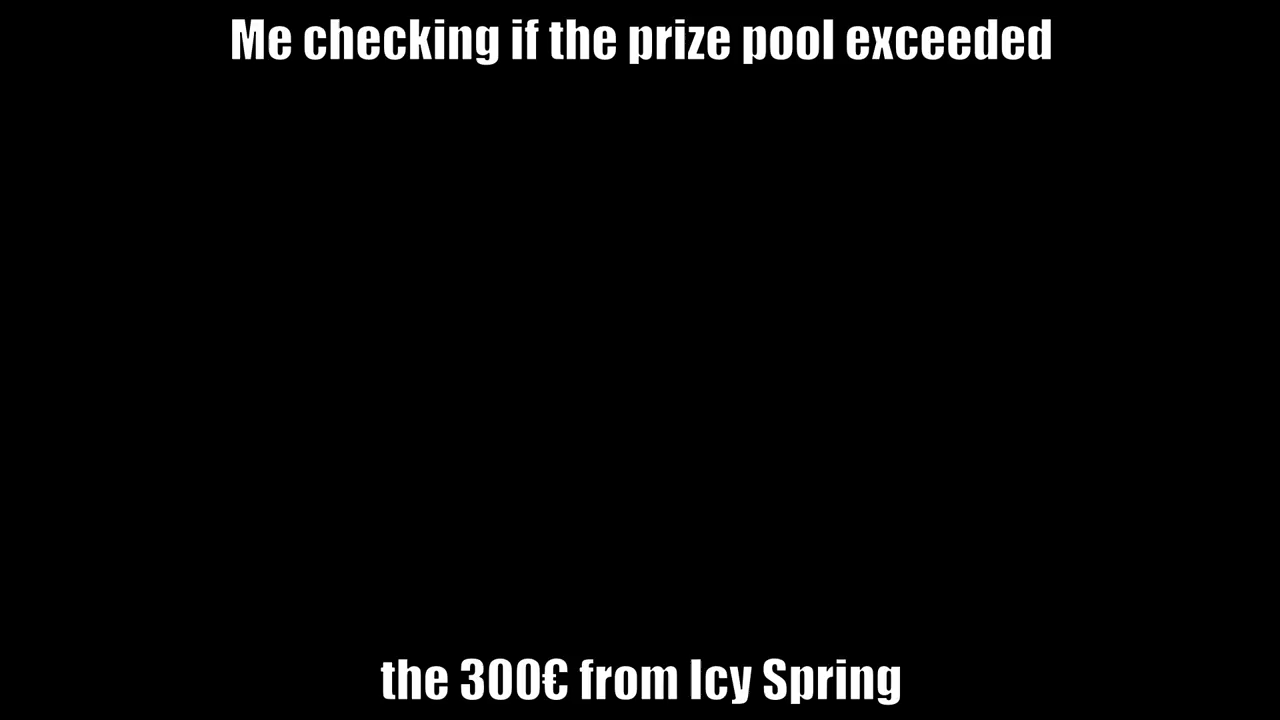 Me checking if the prize pool exceeded
the 300€ from Icy Spring